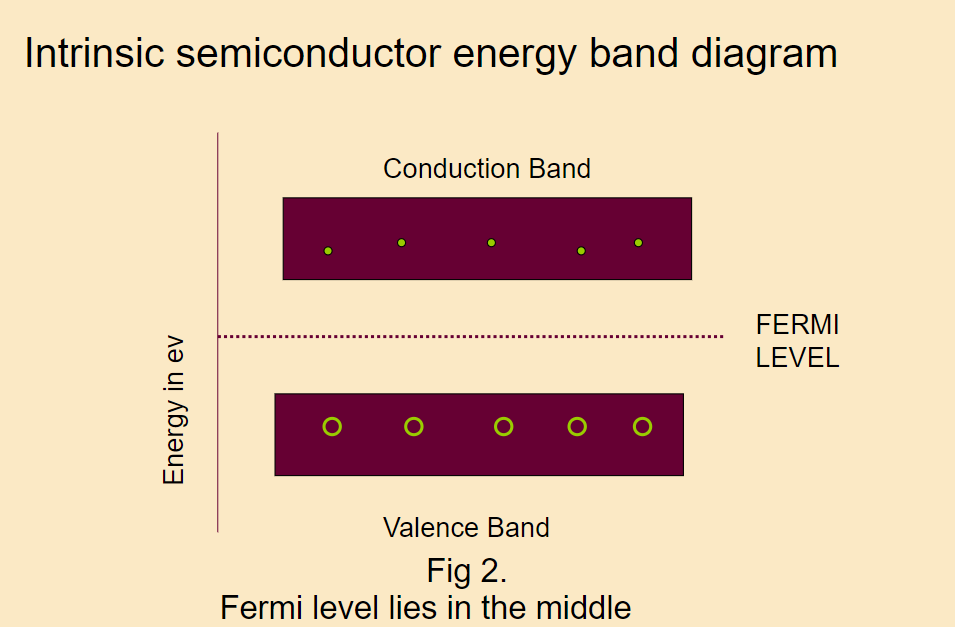 Intrinsic semiconductor energy band diagram
Conduction Band
FERMI
LEVEL
Energy in ev
Valence Band
Fig 2.
Fermi level lies in the middle